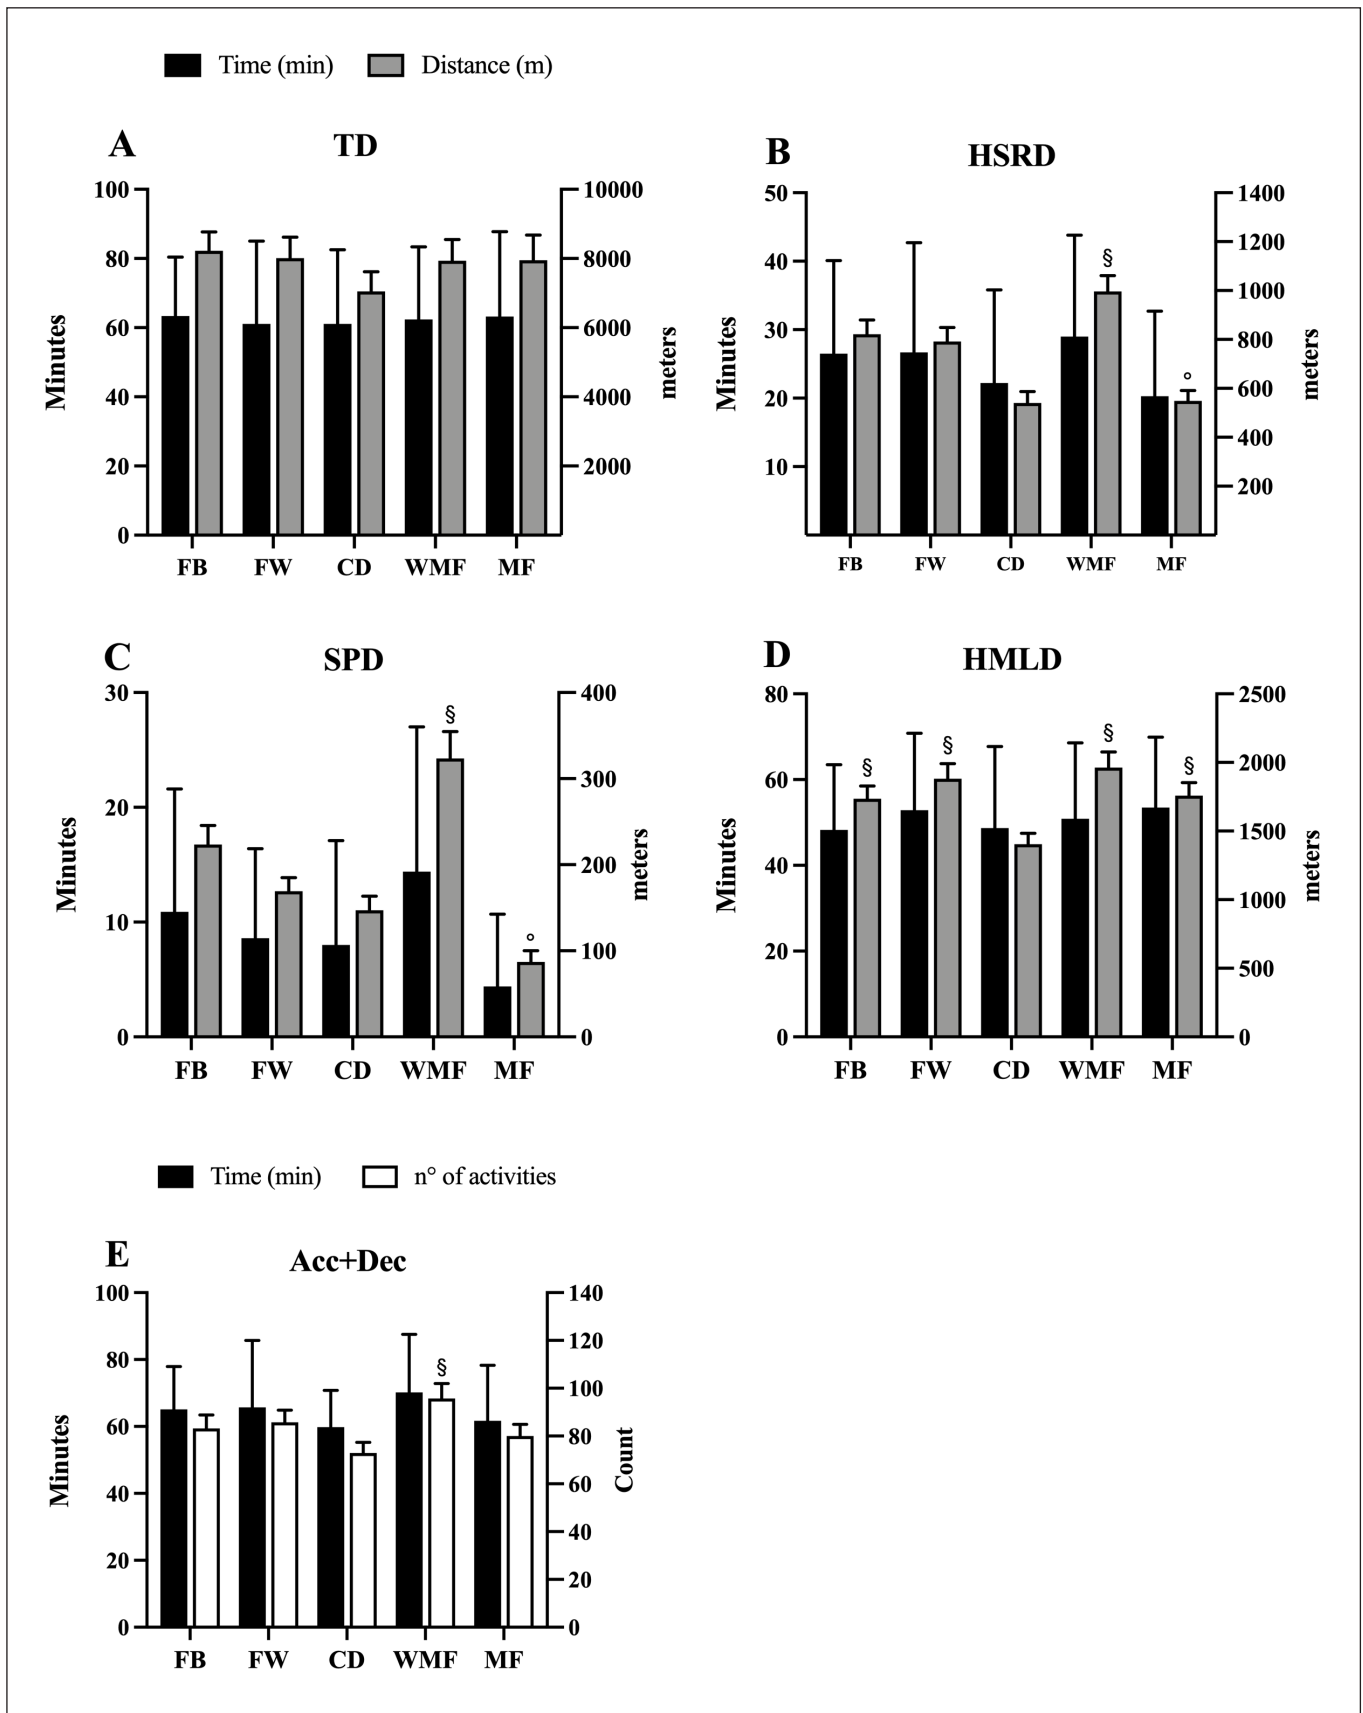 Time (min) Distance (m)
A TD
100 10000
80 8000
60 6000
40 4000
20 2000
0
Minutes
meters
FB FW CD WMF MF
B HSRD
50 1400
1200
40 1000
30 800
600
20 400
10 200
Minutes
meters
§
°
FB FW CD WMF MF
C SPD
30 400
300
20 200
10 100
0 0
Minutes
meters
§
°
FB FW CD WMF MF
D HMLD
80 2500
2000
60 1500
40 1000
20 500
0 0
Minutes
meters
§ § § §
FB FW CD WMF MF
Time (min) n° of activities
E Acc+Dec
100 140
120
80 100
60 80
60
40 40
20 20
0 0
Minutes
Count
§
FB FW CD WMF MF